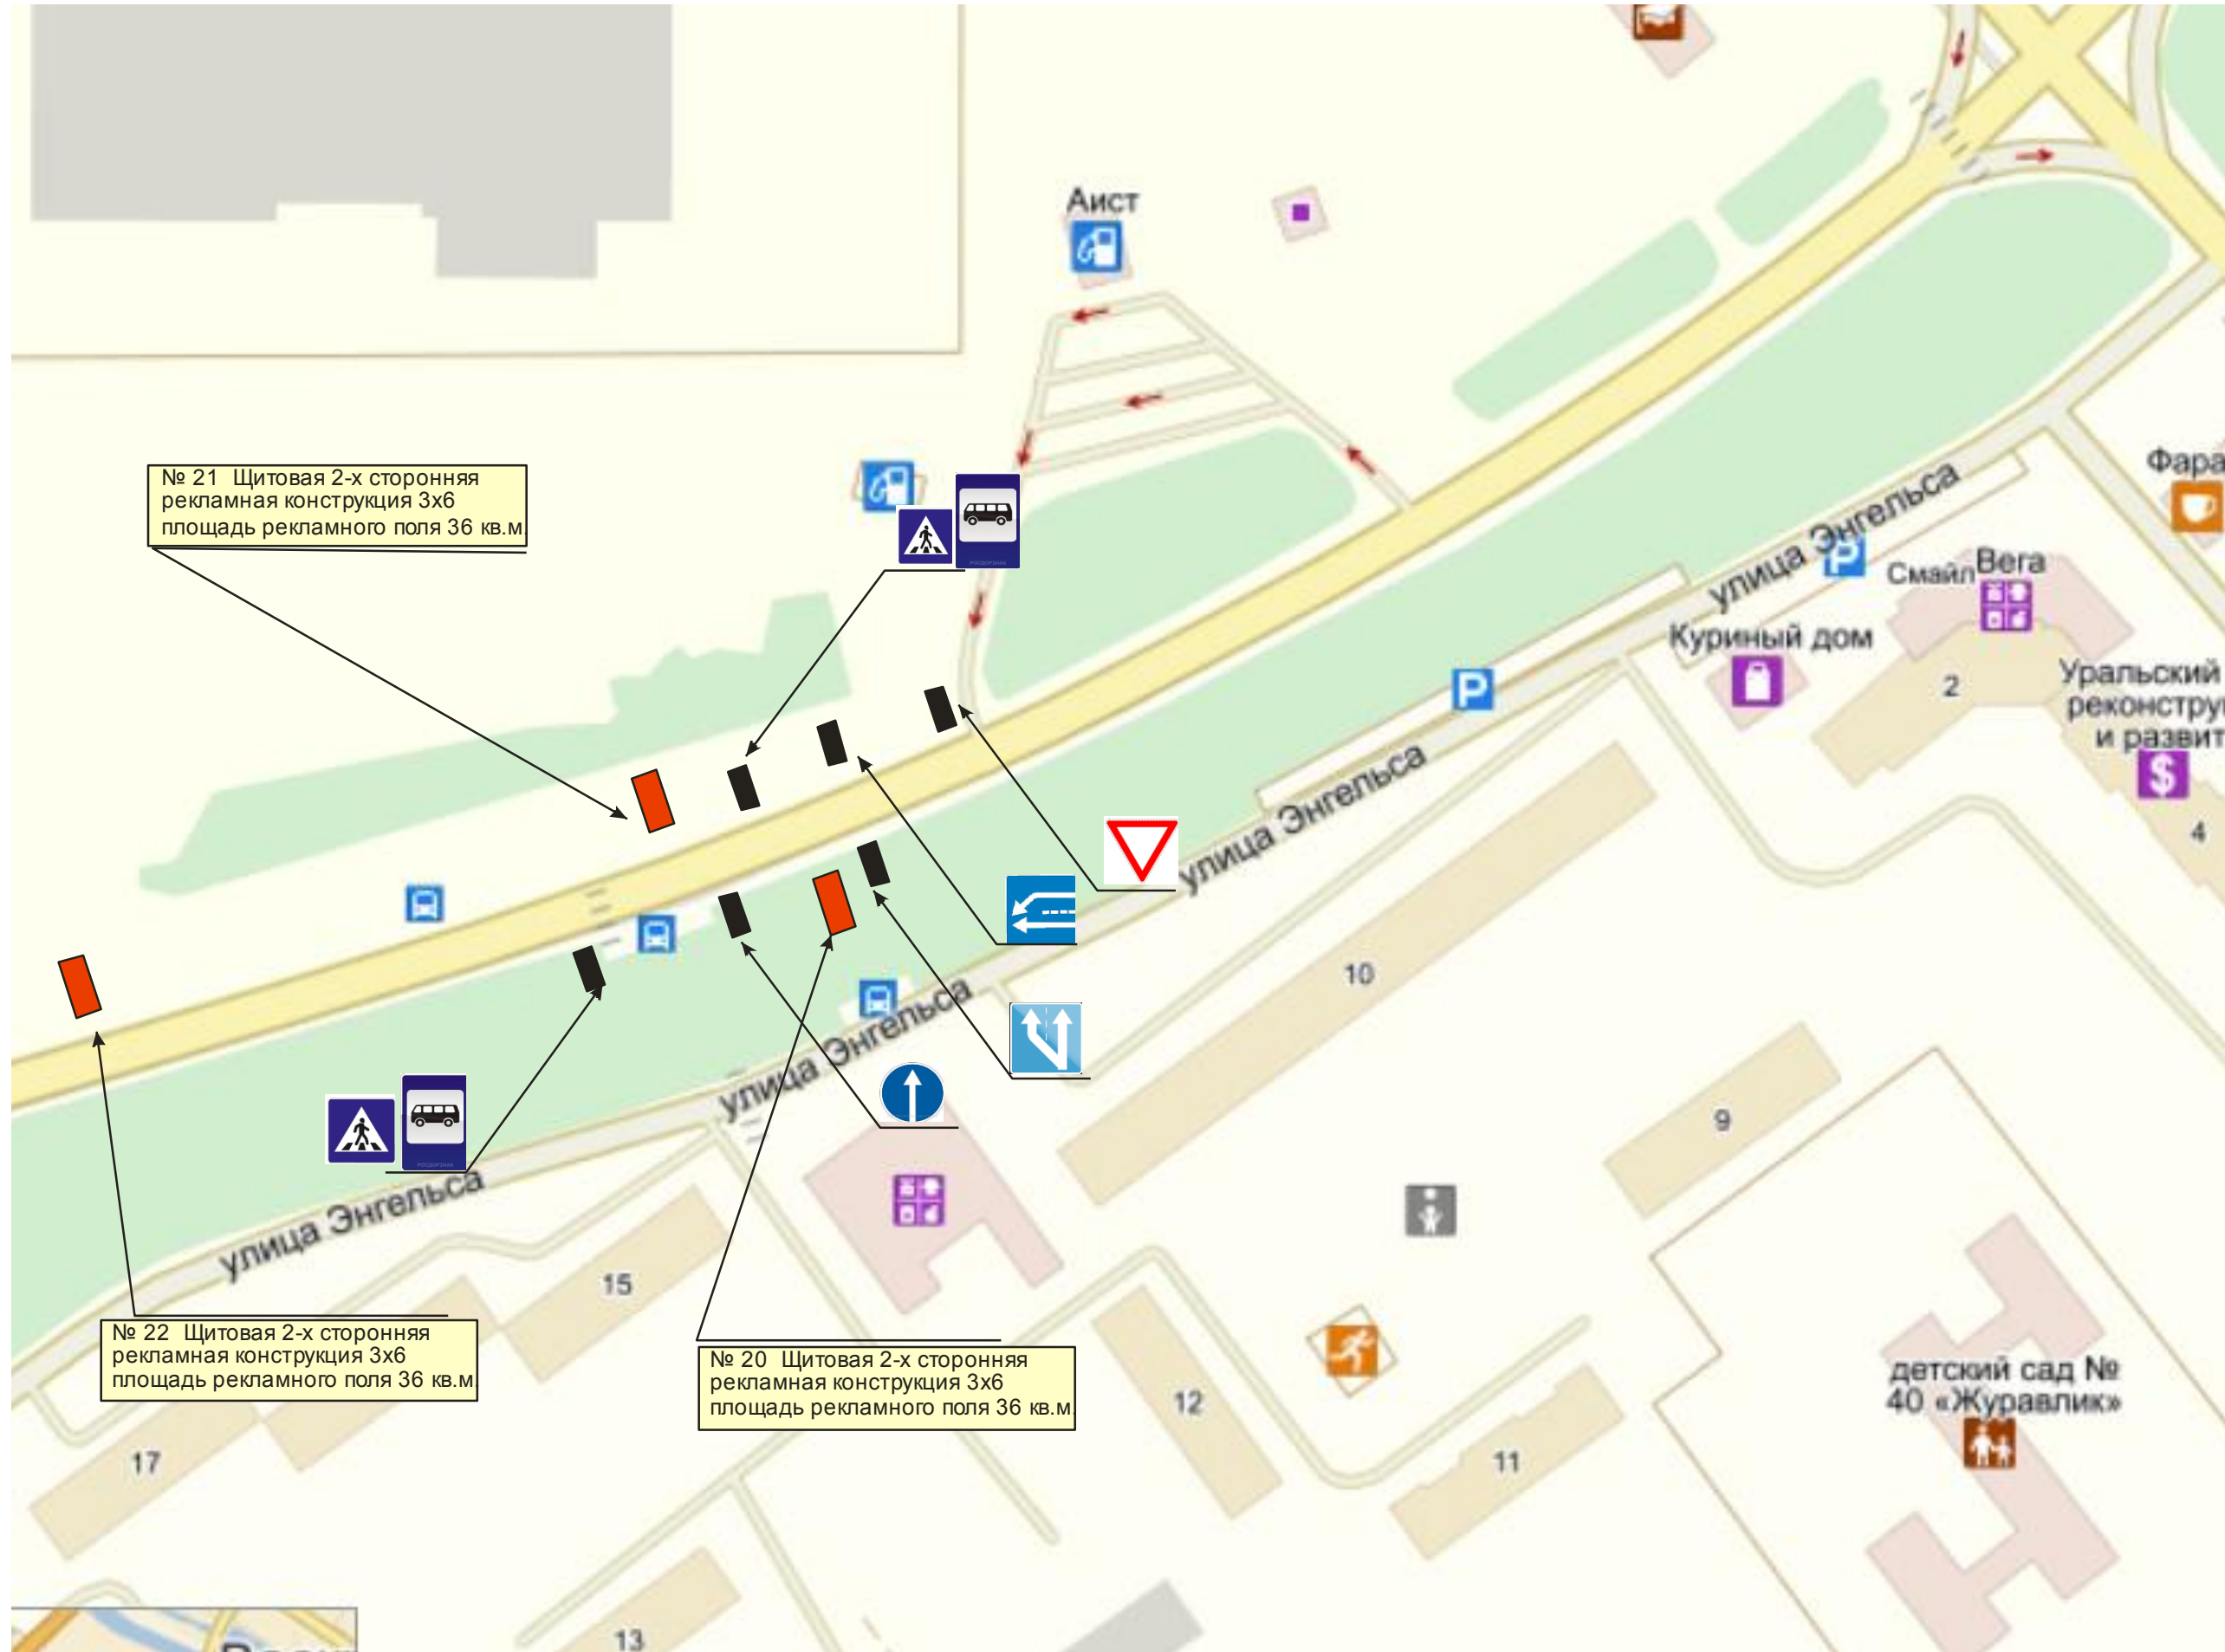 Аист
№ 21 Щитовая 2-х сторонняя
рекламная конструкция 3х6
площадь рекламного поля 36 кв.м
улица Энгельса
P
Смайл
Вега
Куриный дом
2
Уральский
4
P
улица Энгельса
10
улица Энгельса
9
улица Энгельса
15
№ 22 Щитовая 2-х сторонняя
рекламная конструкция 3х6
площадь рекламного поля 36 кв.м
№ 20 Щитовая 2-х сторонняя
рекламная конструкция 3х6
площадь рекламного поля 36 кв.м
12
детский сад №
40 «Журавлик»
17
11
13
$
Фара
реконстру
и развит